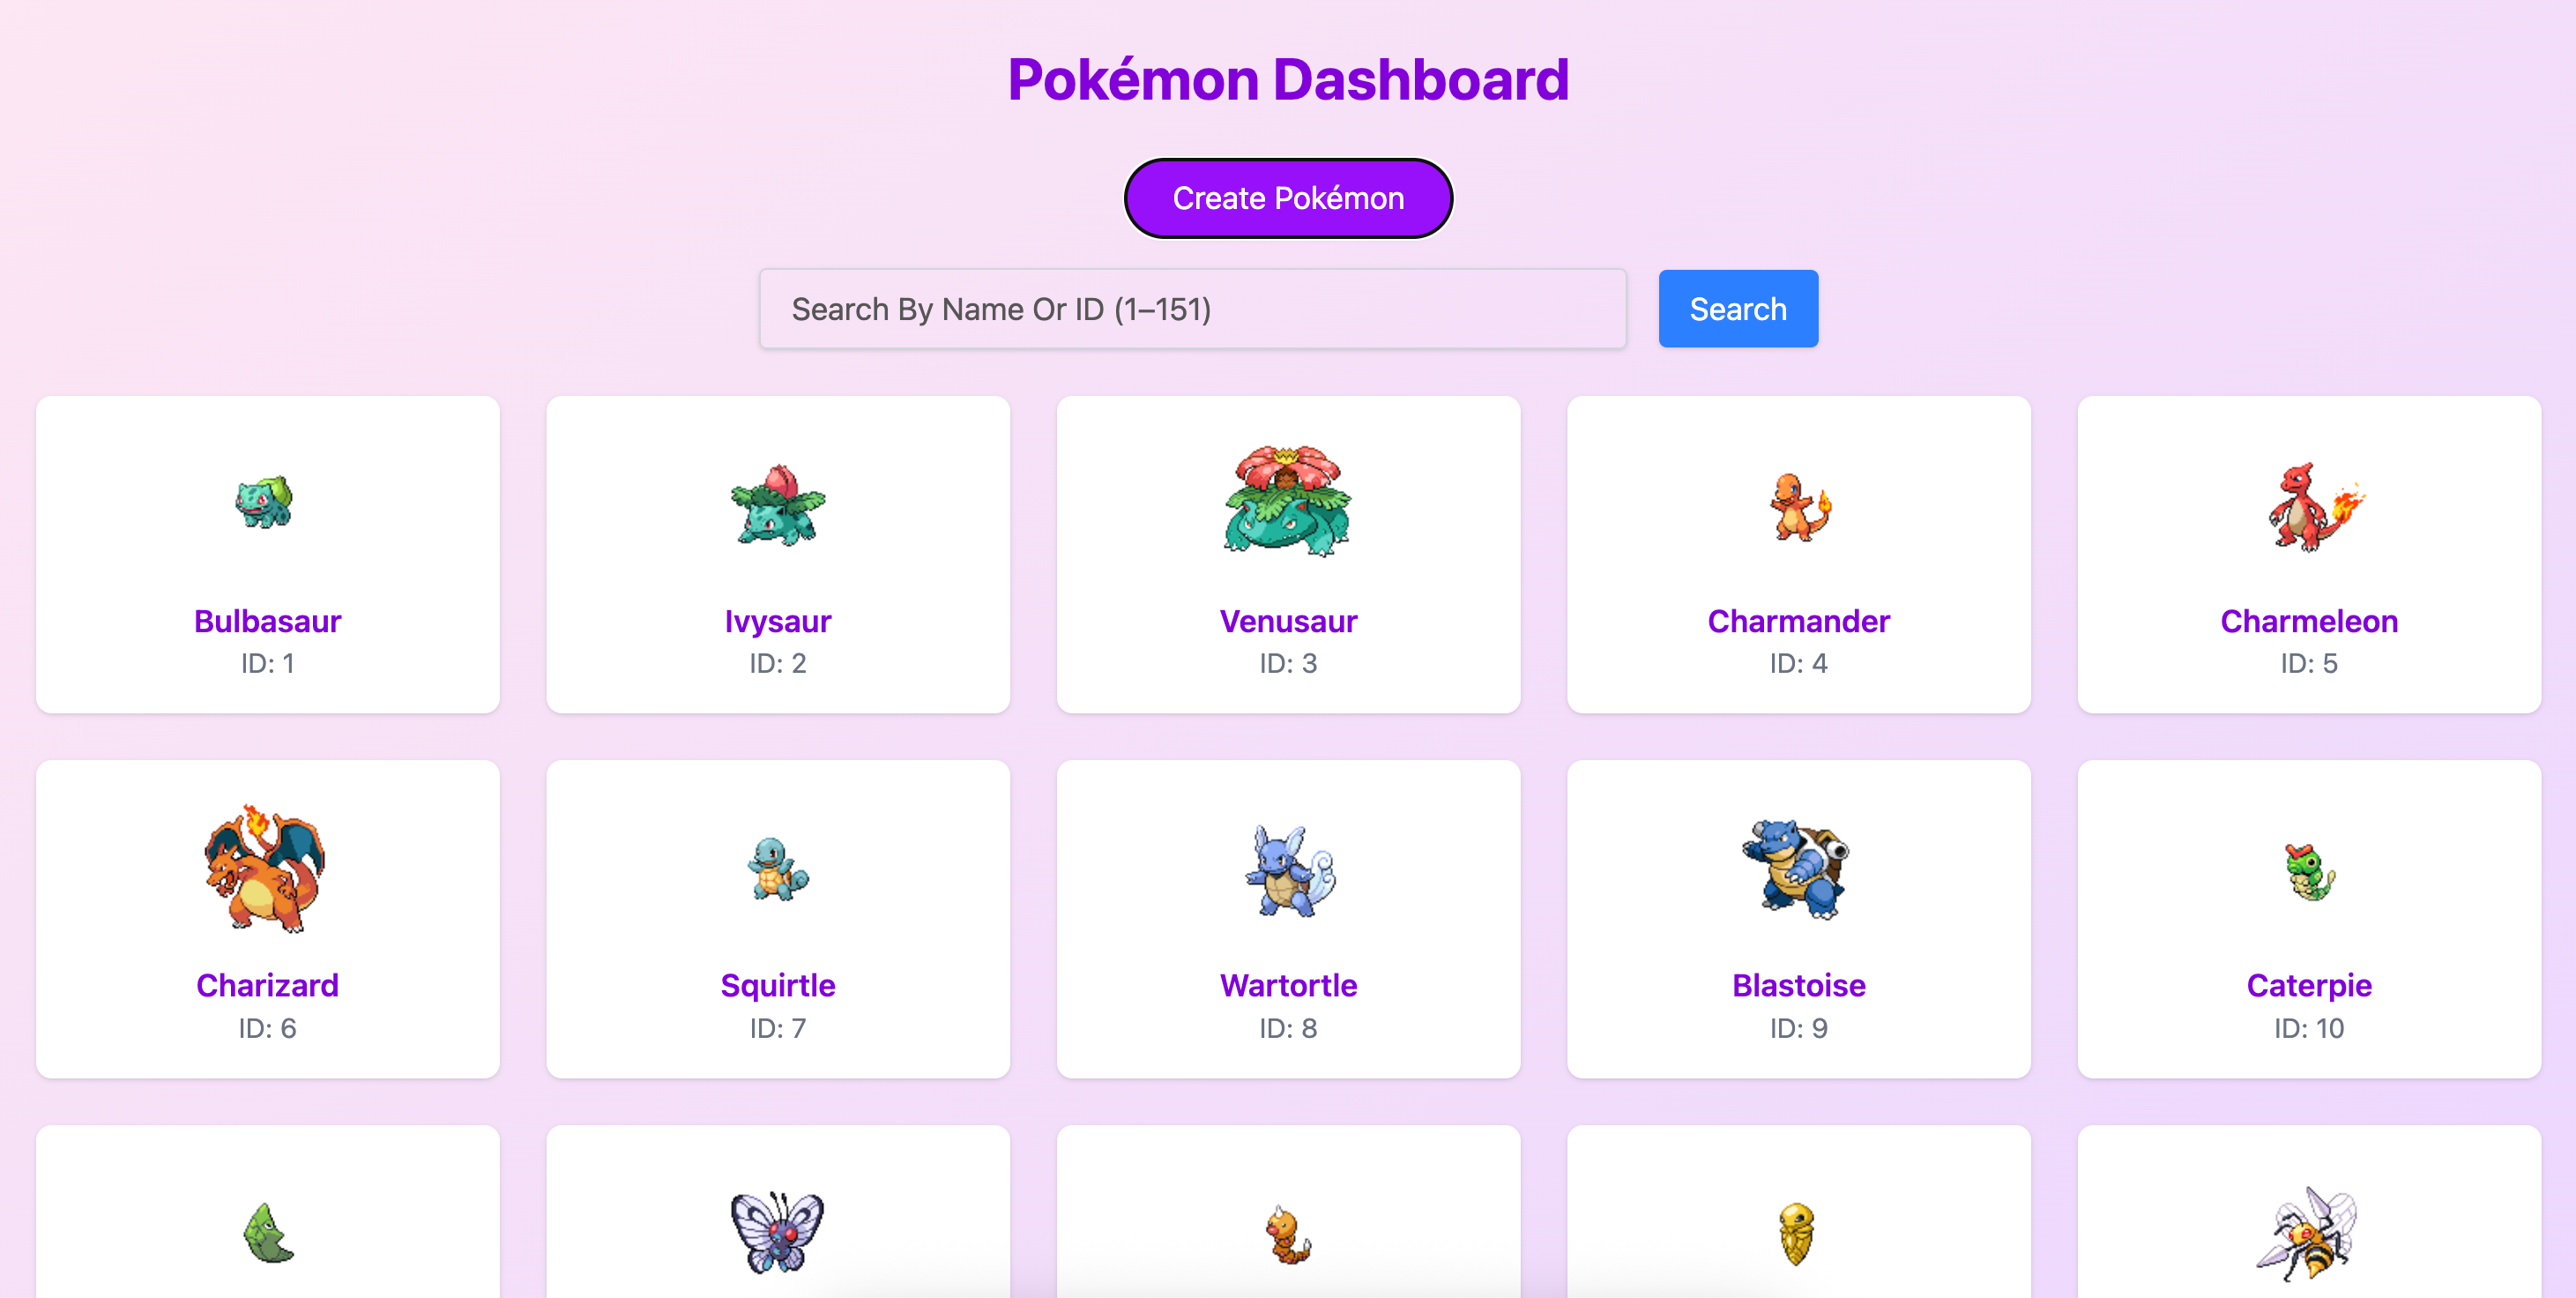 Pokémon Dashboard
Create Pokémon
Search By Name Or ID (1–151)
Search
Bulbasaur
ID: 1
Ivysaur
ID: 2
Venusaur
ID: 3
Charmander
ID: 4
Charmeleon
ID: 5
Charizard
ID: 6
Squirtle
ID: 7
Wartortle
ID: 8
Blastoise
ID: 9
Caterpie
ID: 10